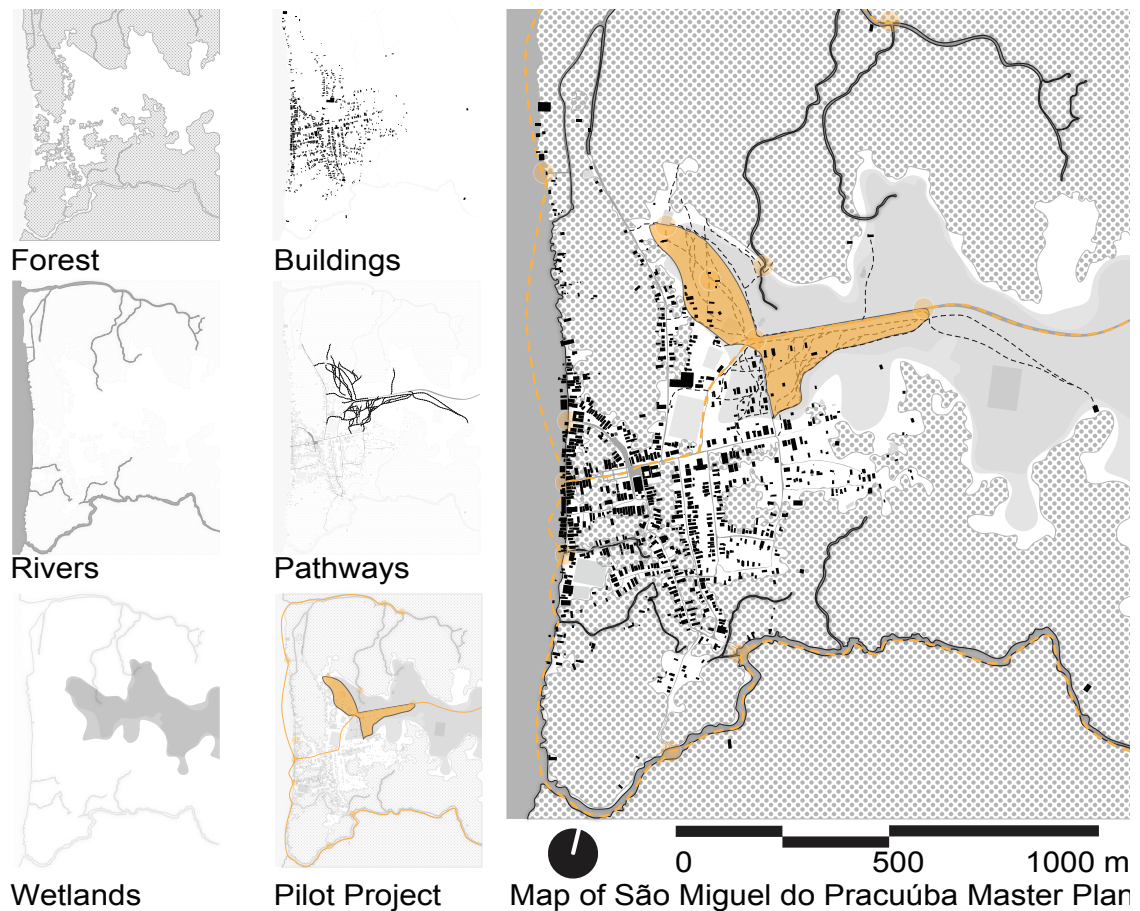 Forest
Buildings
Rivers
Pathways
Wetlands
Pilot Project
0
500
1000 m
Map of São Miguel do Pracuúba Master Plan